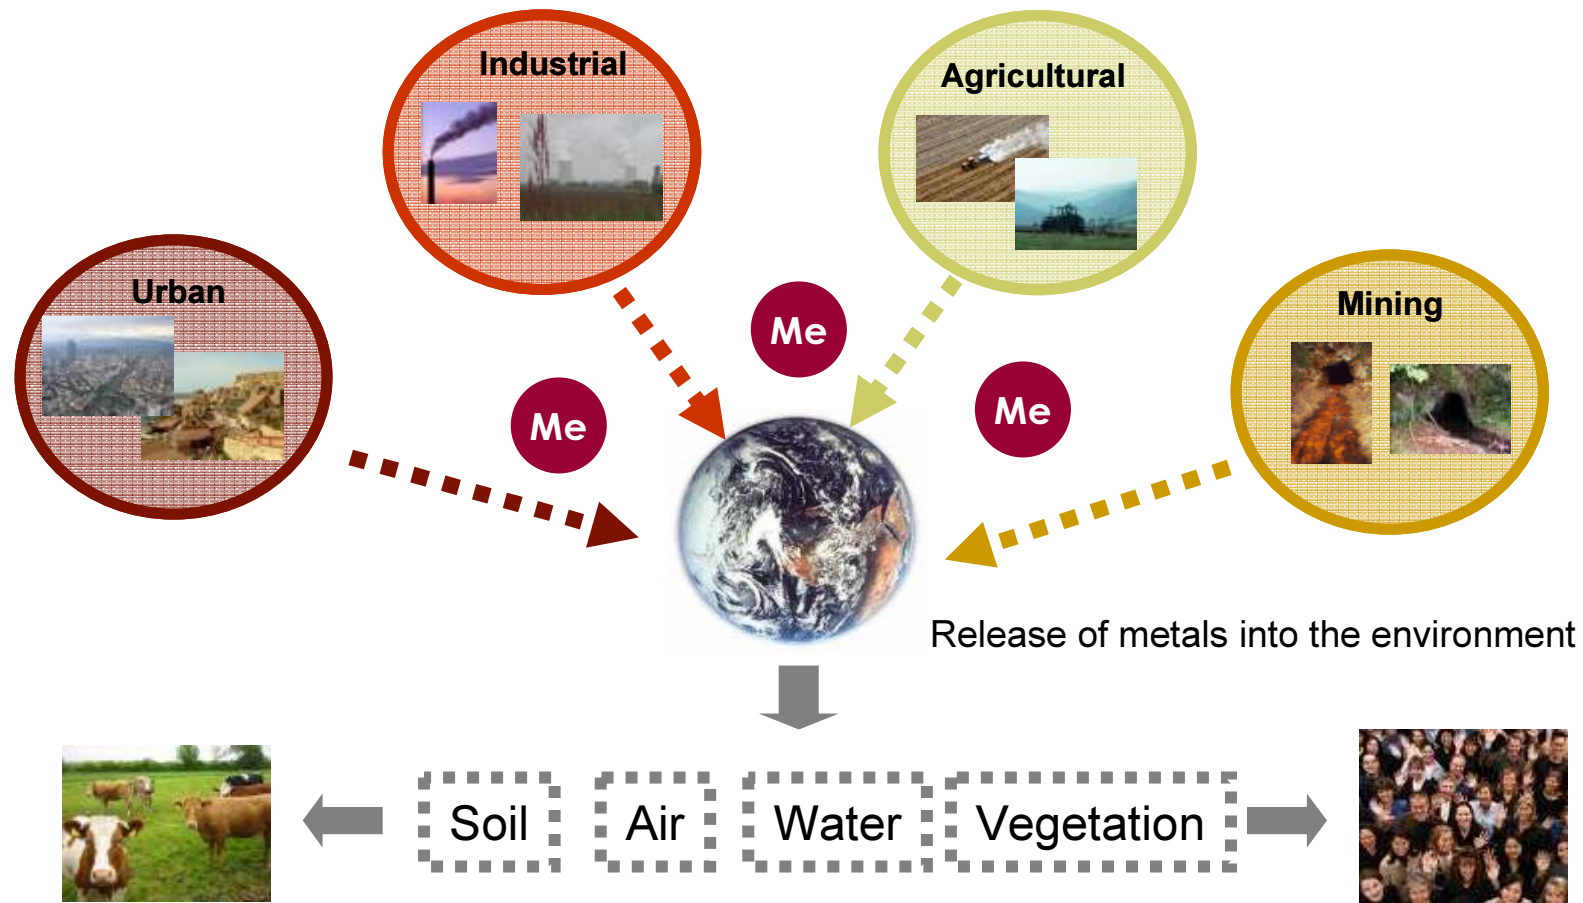 Industrial
Agricultural
Urban
Mining
Me
Me
Me
Release of metals into the environment
Soil
Air
Water
Vegetation